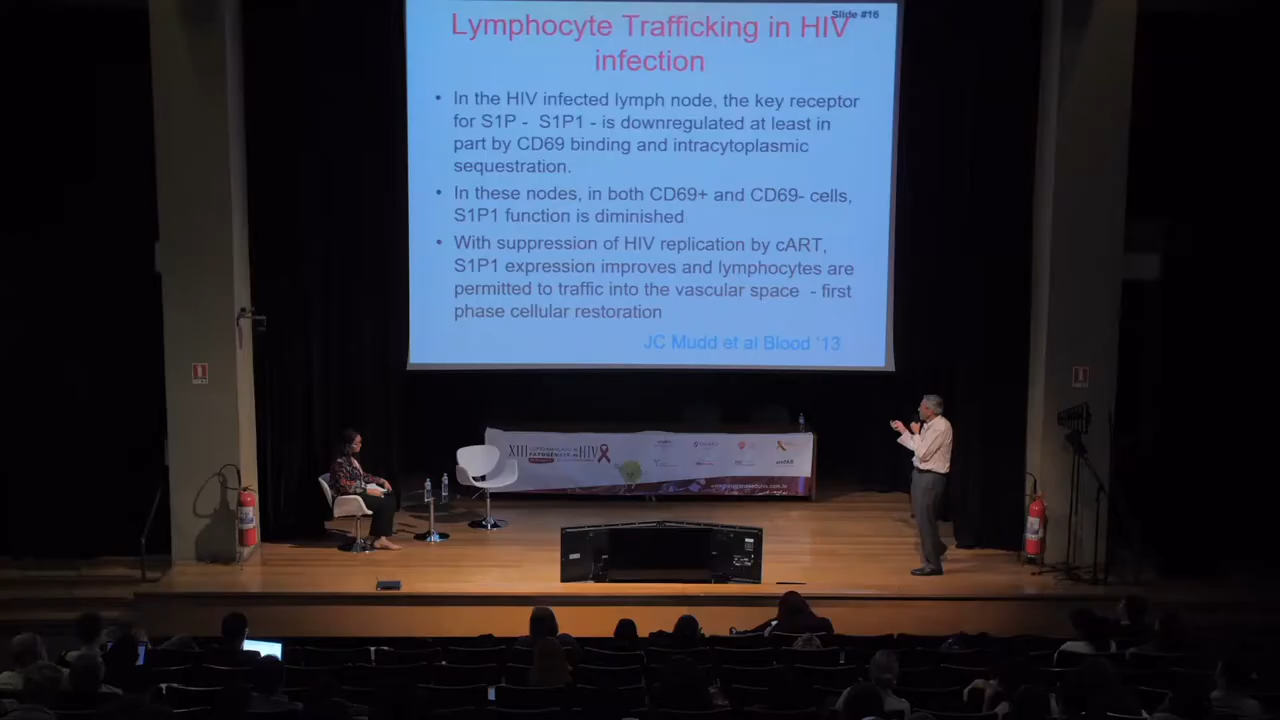 Slide #16
Lymphocyte Trafficking in HIV
infection
• In the HIV infected lymph node, the key receptor
for S1P - S1P1 - is downregulated at least in
part by CD69 binding and intracytoplasmic
sequestration.
• In these nodes, in both CD69+ and CD69- cells,
S1P1 function is diminished
• With suppression of HIV replication by cART,
S1P1 expression improves and lymphocytes are
permitted to traffic into the vascular space - first
phase cellular restoration
JC Mudd et al Blood '13
XIII
HIV
amfAR